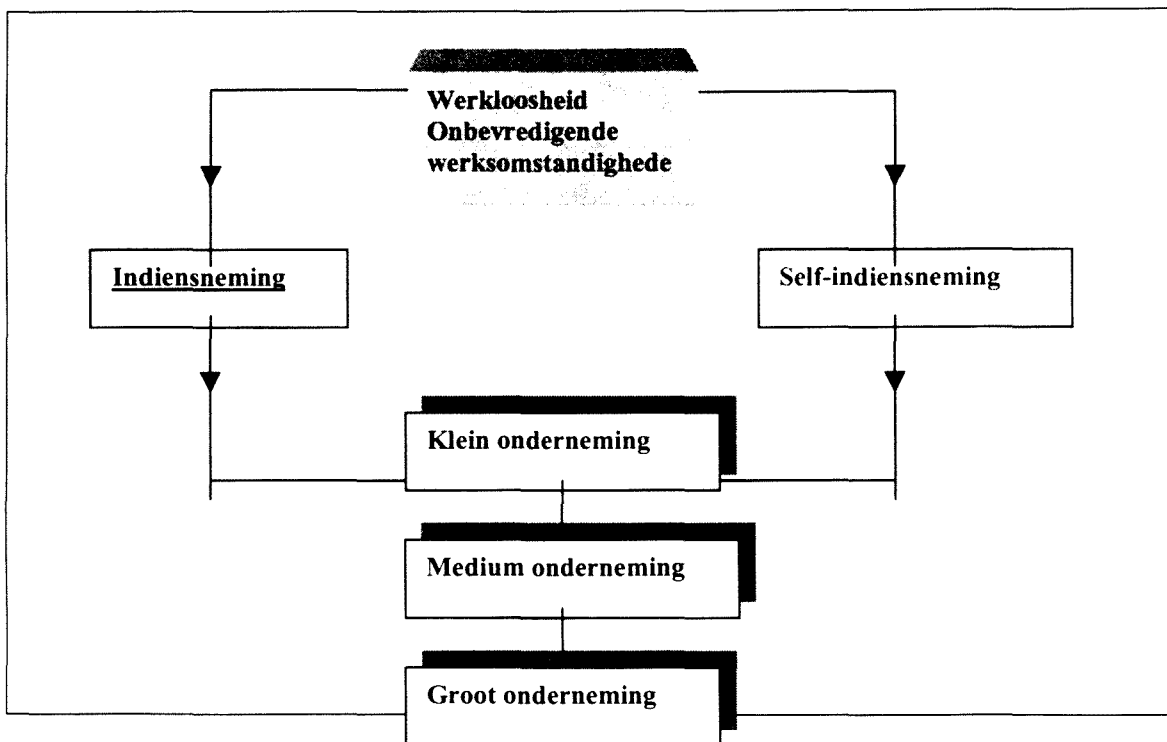 Werkloosheid
Onbevredigende
werksomstandighede
Indiensneming
Self-indiensneming
Klein onderneming
Medium onderneming
Groot onderneming